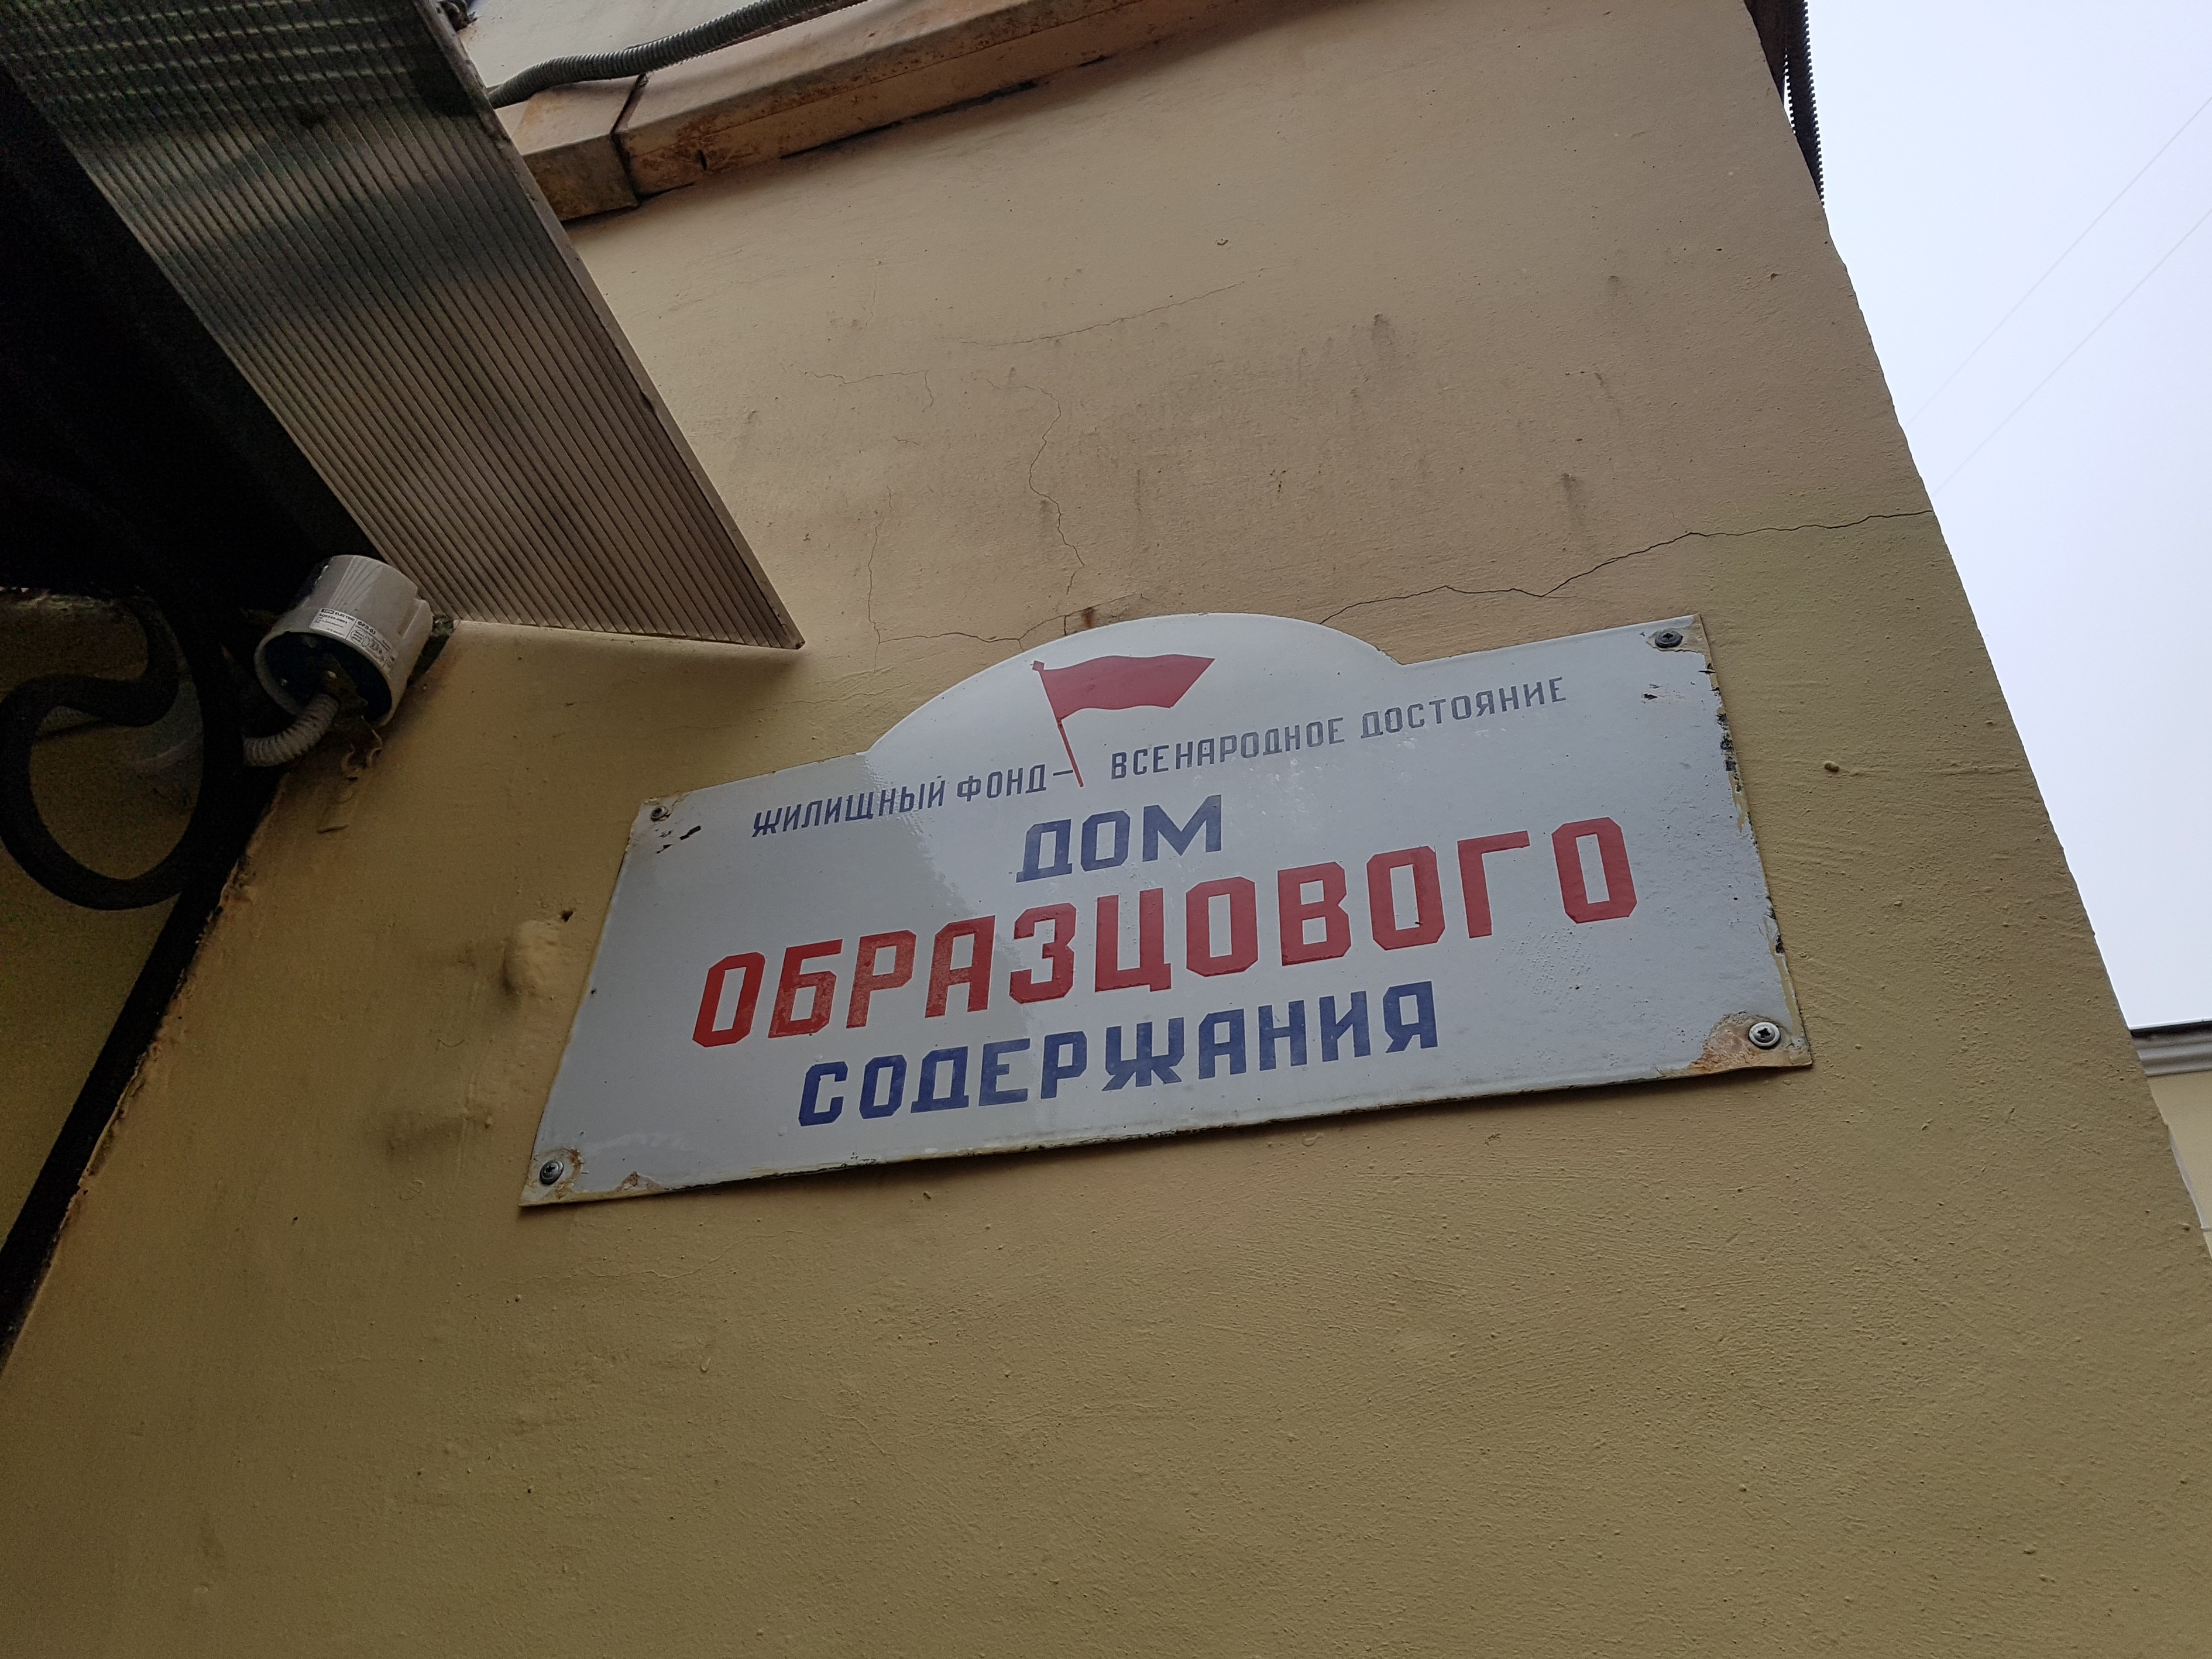 ЖИЛИЩНЫЙ ФОНД – ВСЕНАРОДНОЕ ДОСТОЯНИЕ
ДОМ
ОБРАЗЦОВОГО
СОДЕРЖАНИЯ